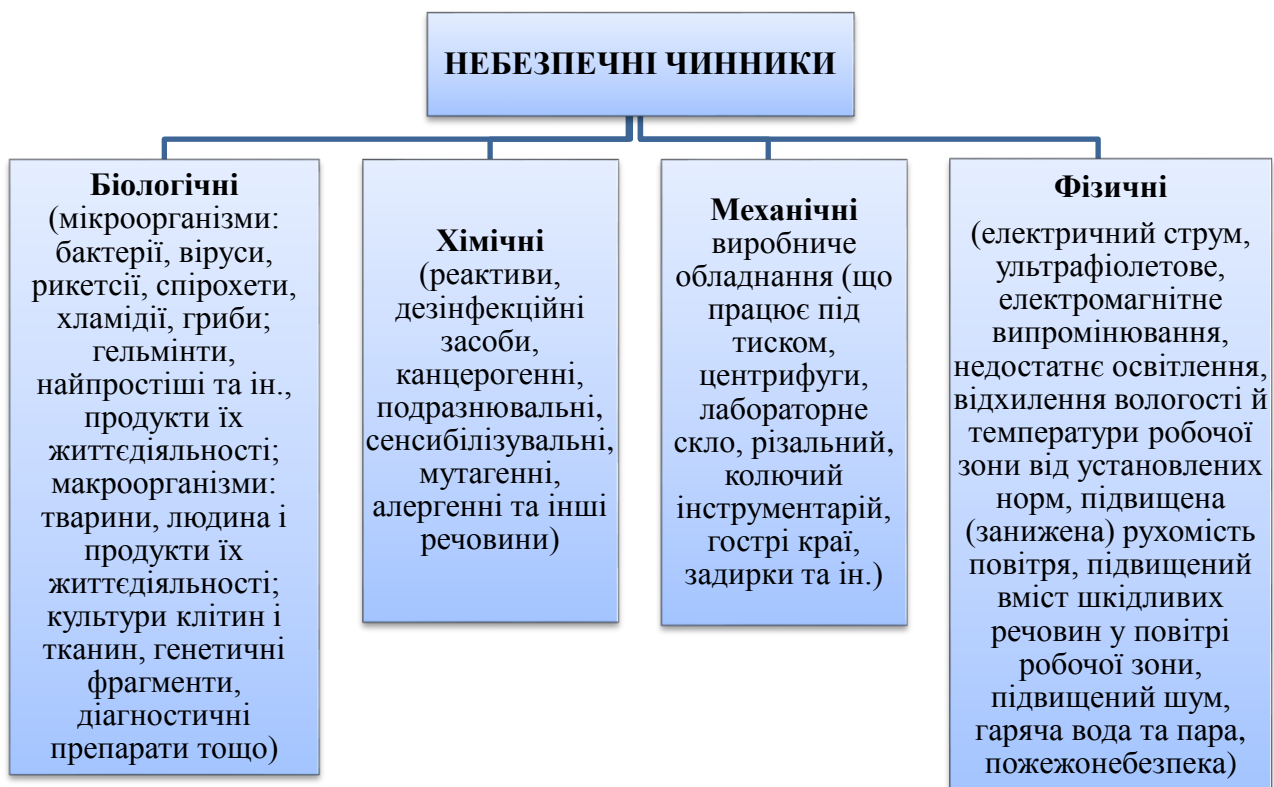 НЕБЕЗПЕЧНІ ЧИННИКИ
Біологічні
(мікроорганізми:
бактерії, віруси,
рикетсії, спірохети,
хламідії, гриби;
гельмінти,
найпростіші та ін.,
продукти їх
життєдіяльності;
макроорганізми:
тварини, людина і
продукти їх
життєдіяльності;
культури клітин і
тканин, генетичні
фрагменти,
діагностичні
препарати тощо)
Хімічні
(реактиви,
дезінфекційні
засоби,
канцерогенні,
подразнювальні,
сенсибілізувальні,
мутагенні,
алергенні та інші
речовини)
Механічні
виробниче
обладнання (що
працює під
тиском,
центрифуги,
лабораторне
скло, різальний,
колючий
інструментарій,
гострі краї,
задирки та ін.)
Фізичні
(електричний струм,
ультрафіолетове,
електромагнітне
випромінювання,
недостатнє освітлення,
відхилення вологості й
температури робочої
зони від установлених
норм, підвищена
(занижена) рухомість
повітря, підвищений
вміст шкідливих
речовин у повітрі
робочої зони,
підвищений шум,
гаряча вода та пара,
пожежонебезпека)